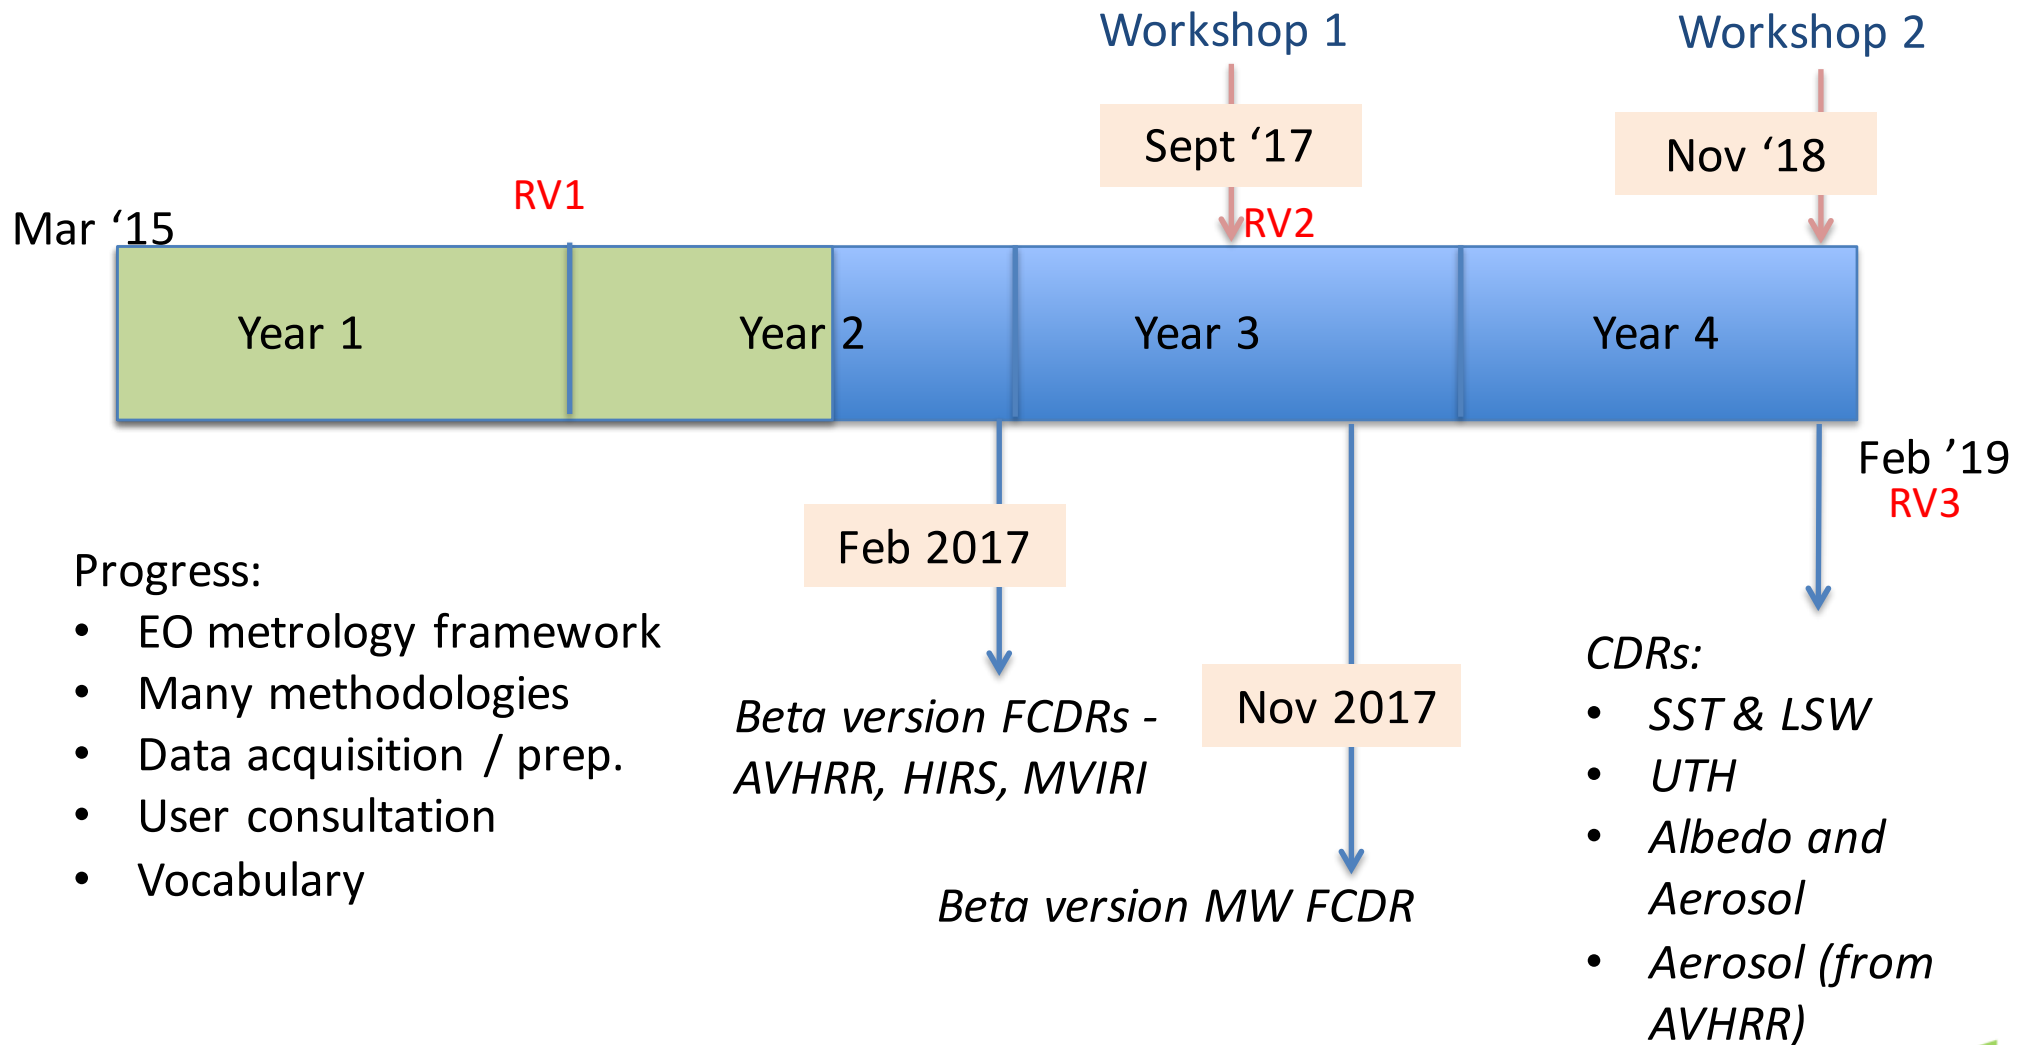 Workshop 1
Workshop 2
Sept ‘17
Nov ‘18
RV1
Mar ‘15
RV2
Year 1
Year 2
Year 3
Year 4
Feb ’19
RV3
Feb 2017
Progress:
• EO metrology framework
• Many methodologies
• Data acquisition / prep.
• User consultation
• Vocabulary
Beta version FCDRs -
AVHRR, HIRS, MVIRI
Nov 2017
Beta version MW FCDR
CDRs:
• SST & LSW
• UTH
• Albedo and
Aerosol
• Aerosol (from
AVHRR)